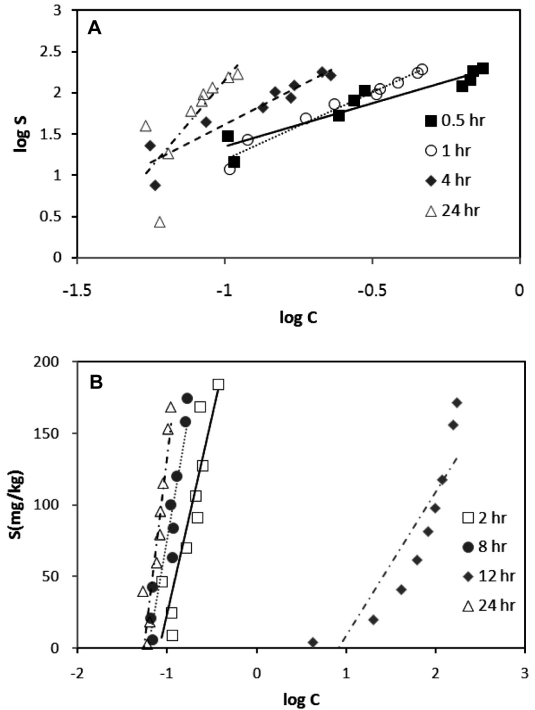 A
3
2.5
2
1.5
1
0.5
0
log S
0.5 hr
1 hr
4 hr
24 hr
-1.5 -1 -0.5 0
log C
B
200
150
100
50
0
S(mg/kg)
2 hr
8 hr
12 hr
24 hr
-2 -1 0 1 2 3
log C